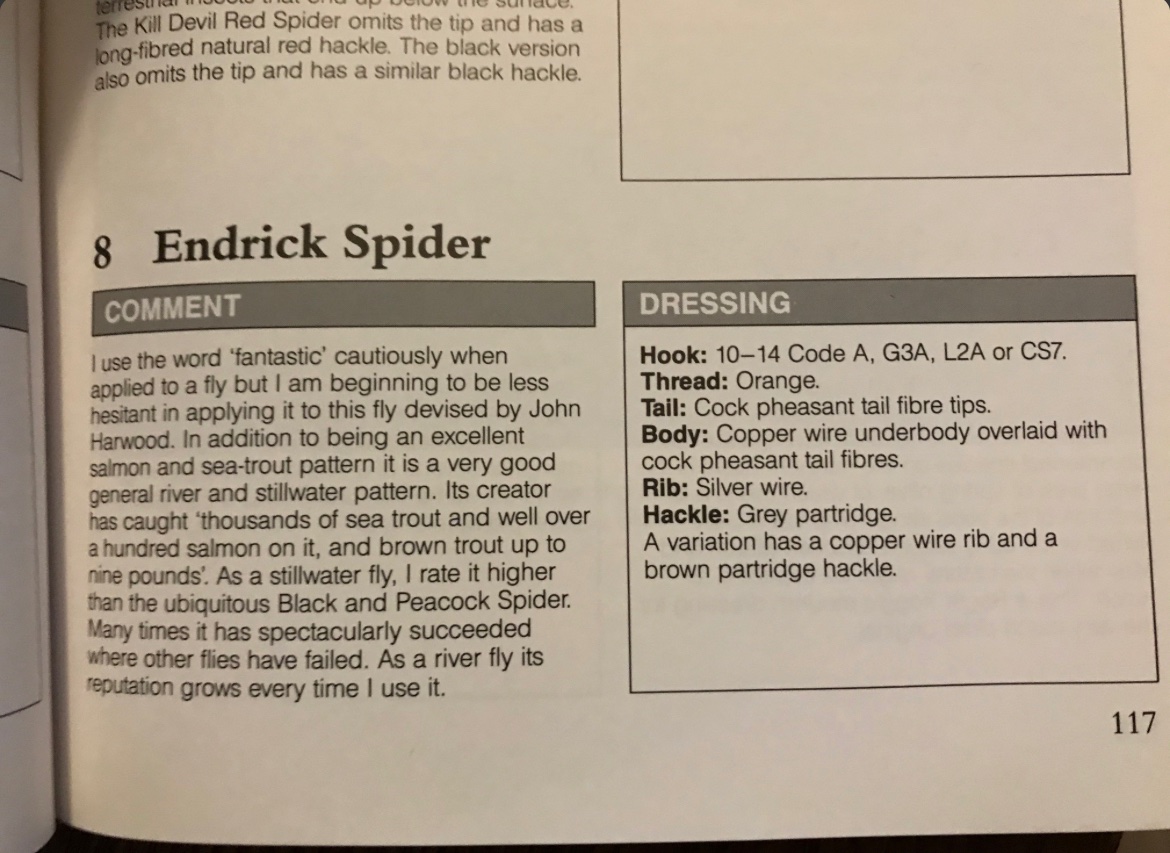 terrestrial insects that end up below the surface.
The Kill Devil Red Spider omits the tip and has a
long-fibred natural red hackle. The black version
also omits the tip and has a similar black hackle.
8 Endrick Spider
COMMENT
I use the word ‘fantastic’ cautiously when
applied to a fly but I am beginning to be less
hesitant in applying it to this fly devised by John
Harwood. In addition to being an excellent
salmon and sea-trout pattern it is a very good
general river and stillwater pattern. Its creator
has caught ‘thousands of sea trout and well over
a hundred salmon on it, and brown trout up to
nine pounds’. As a stillwater fly, I rate it higher
than the ubiquitous Black and Peacock Spider.
Many times it has spectacularly succeeded
where other flies have failed. As a river fly its
reputation grows every time I use it.
DRESSING
Hook: 10–14 Code A, G3A, L2A or CS7.
Thread: Orange.
Tail: Cock pheasant tail fibre tips.
Body: Copper wire underbody overlaid with
cock pheasant tail fibres.
Rib: Silver wire.
Hackle: Grey partridge.
A variation has a copper wire rib and a
brown partridge hackle.
117